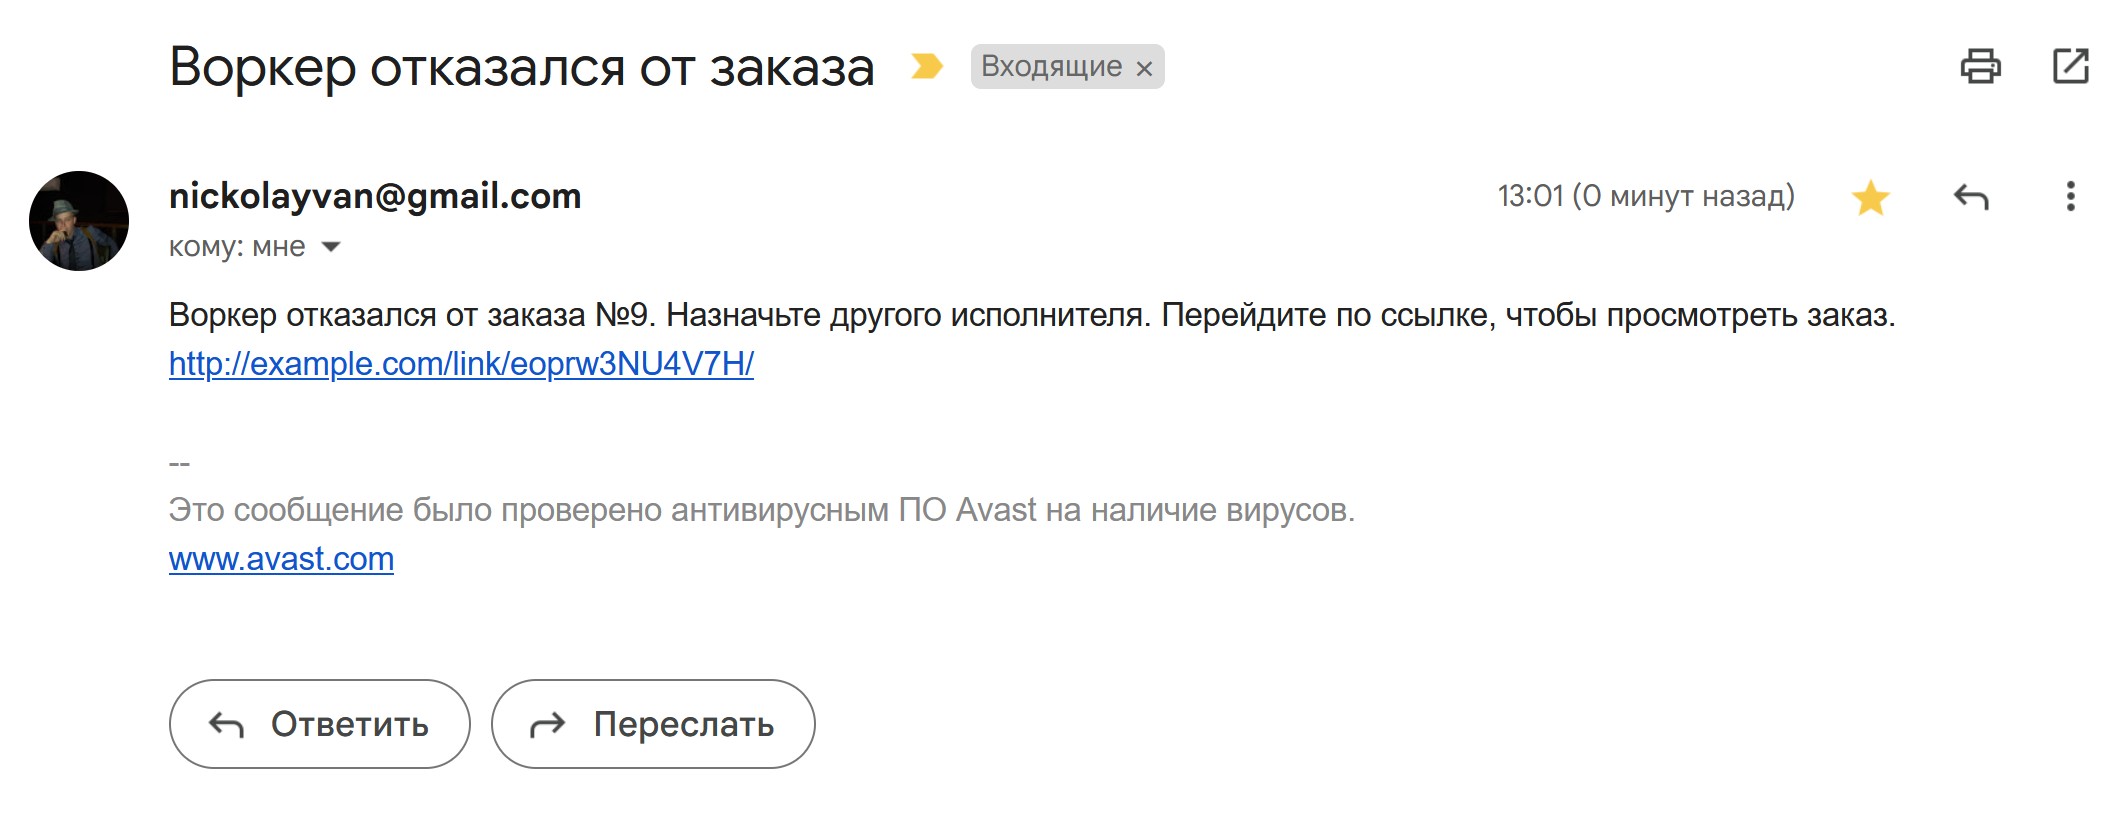 Воркер отказался от заказа
Входящие ×
nickolayvan@gmail.com
13:01 (0 минут назад)
кому: мне
Воркер отказался от заказа №9. Назначьте другого исполнителя. Перейдите по ссылке, чтобы просмотреть заказ.
http://example.com/link/eoprw3NU4V7H/
--
Это сообщение было проверено антивирусным ПО Avast на наличие вирусов.
www.avast.com
Ответить
Переслать